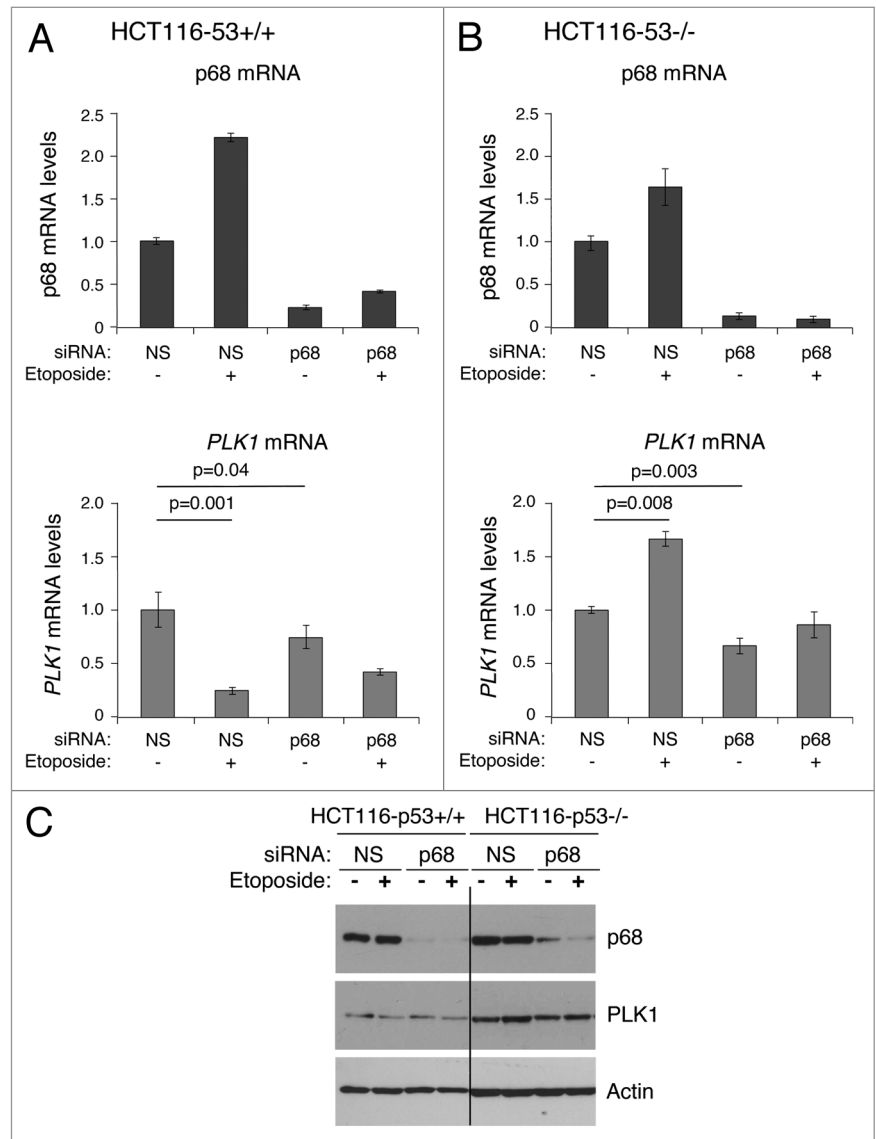 A HCT116-53+/+
p68 mRNA
p68 mRNA levels
2.5
2.0
1.5
1.0
0.5
0
siRNA: NS NS p68 p68
Etoposide: - + - +
PLK1 mRNA
p=0.04
p=0.001
PLK1 mRNA levels
2.0
1.5
1.0
0.5
0
siRNA: NS NS p68 p68
Etoposide: - + - +
B HCT116-53-/-
p68 mRNA
p68 mRNA levels
2.5
2.0
1.5
1.0
0.5
0
siRNA: NS NS p68 p68
Etoposide: - + - +
PLK1 mRNA
p=0.003
p=0.008
PLK1 mRNA levels
2.0
1.5
1.0
0.5
0
siRNA: NS NS p68 p68
Etoposide: - + - +
C
HCT116-p53+/+ HCT116-p53-/-
siRNA: NS p68 NS p68
Etoposide: - + - + - + - +
p68
PLK1
Actin